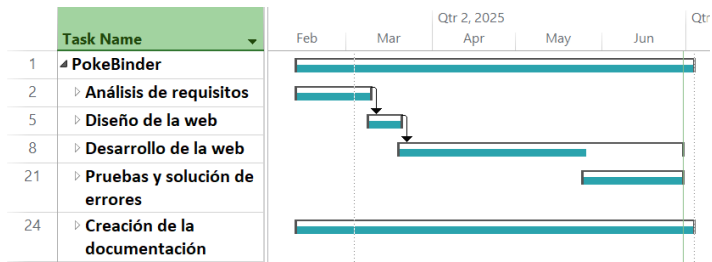 Qtr 2, 2025
Qtr
Task Name
Feb Mar Apr May Jun
1 PokeBinder
2 Análisis de requisitos
5 Diseño de la web
8 Desarrollo de la web
21 Pruebas y solución de
errores
24 Creación de la
documentación